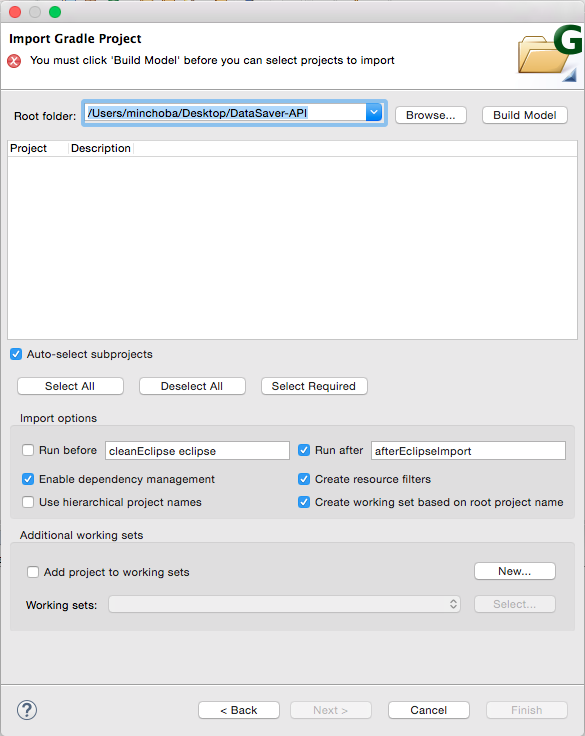 Import Gradle Project
You must click 'Build Model' before you can select projects to import
G
Root folder: /Users/minchoba/Desktop/DataSaver-API Browse... Build Model
Project Description
Auto-select subprojects
Select All Deselect All Select Required
Import options
Run before cleanEclipse eclipse Run after afterEclipseImport
Enable dependency management Create resource filters
Use hierarchical project names Create working set based on root project name
Additional working sets
Add project to working sets New...
Working sets: Select...
? < Back Next > Cancel Finish